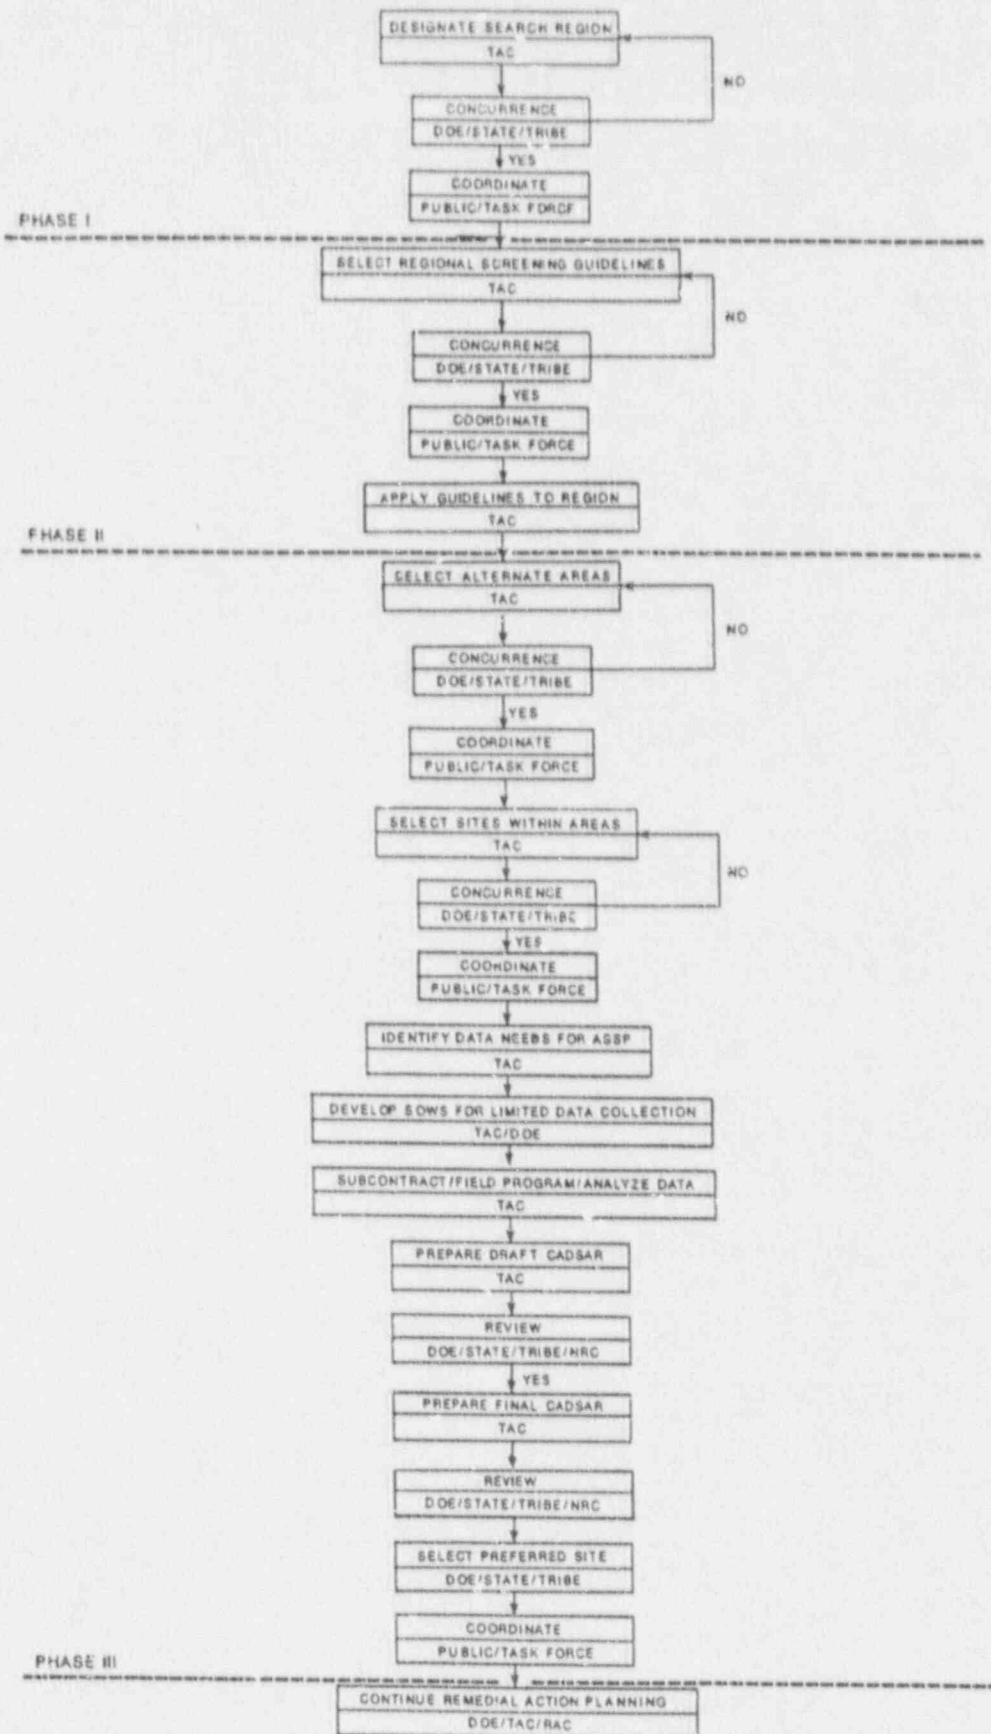 DESIGNATE SEARCH REGION
TAC
NO
CONCURRENCE
DOE/STATE/TRIBE
YES
COORDINATE
PUBLIC/TASK FORCE
PHASE I
SELECT REGIONAL SCREENING GUIDELINES
TAC
NO
CONCURRENCE
DOE/STATE/TRIBE
YES
COORDINATE
PUBLIC/TASK FORCE
APPLY GUIDELINES TO REGION
TAC
PHASE II
SELECT ALTERNATE AREAS
TAC
NO
CONCURRENCE
DOE/STATE/TRIBE
YES
COORDINATE
PUBLIC/TASK FORCE
SELECT SITES WITHIN AREAS
TAC
NO
CONCURRENCE
DOE/STATE/TRIBE
YES
COORDINATE
PUBLIC/TASK FORCE
IDENTIFY DATA NEEDS FOR ASSP
TAC
DEVELOP SOWS FOR LIMITED DATA COLLECTION
TAC/DOE
SUBCONTRACT/FIELD PROGRAM/ANALYZE DATA
TAC
PREPARE DRAFT CADSAR
TAC
REVIEW
DOE/STATE/TRIBE/NRC
YES
PREPARE FINAL CADSAR
TAC
REVIEW
DOE/STATE/TRIBE/NRC
SELECT PREFERRED SITE
DOE/STATE/TRIBE
COORDINATE
PUBLIC/TASK FORCE
PHASE III
CONTINUE REMEDIAL ACTION PLANNING
DOE/TAC/RAC